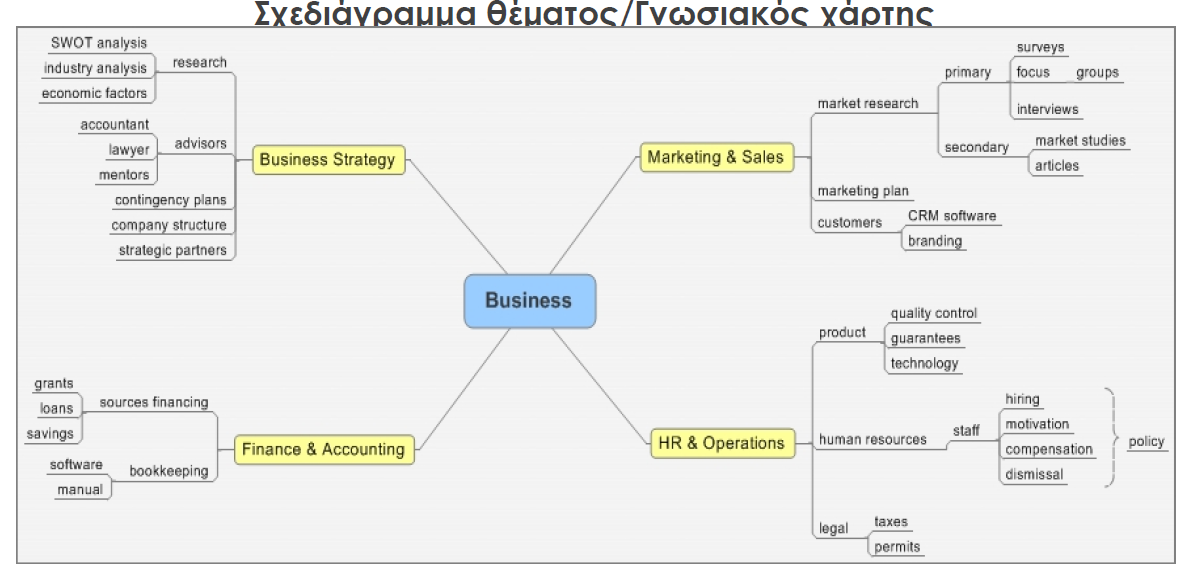 Σχεδιάγραμμα θέματος/Γνωσιακός χάρτης
SWOT analysis
industry analysis
economic factors
research
accountant
lawyer
mentors
advisors
contingency plans
company structure
strategic partners
Business Strategy
Marketing & Sales
market research
primary
surveys
focus groups
interviews
secondary
market studies
articles
marketing plan
customers
CRM software
branding
Business
grants
loans
savings
sources financing
software
manual
bookkeeping
Finance & Accounting
HR & Operations
product
quality control
guarantees
technology
human resources
staff
hiring
motivation
compensation
dismissal
policy
legal
taxes
permits